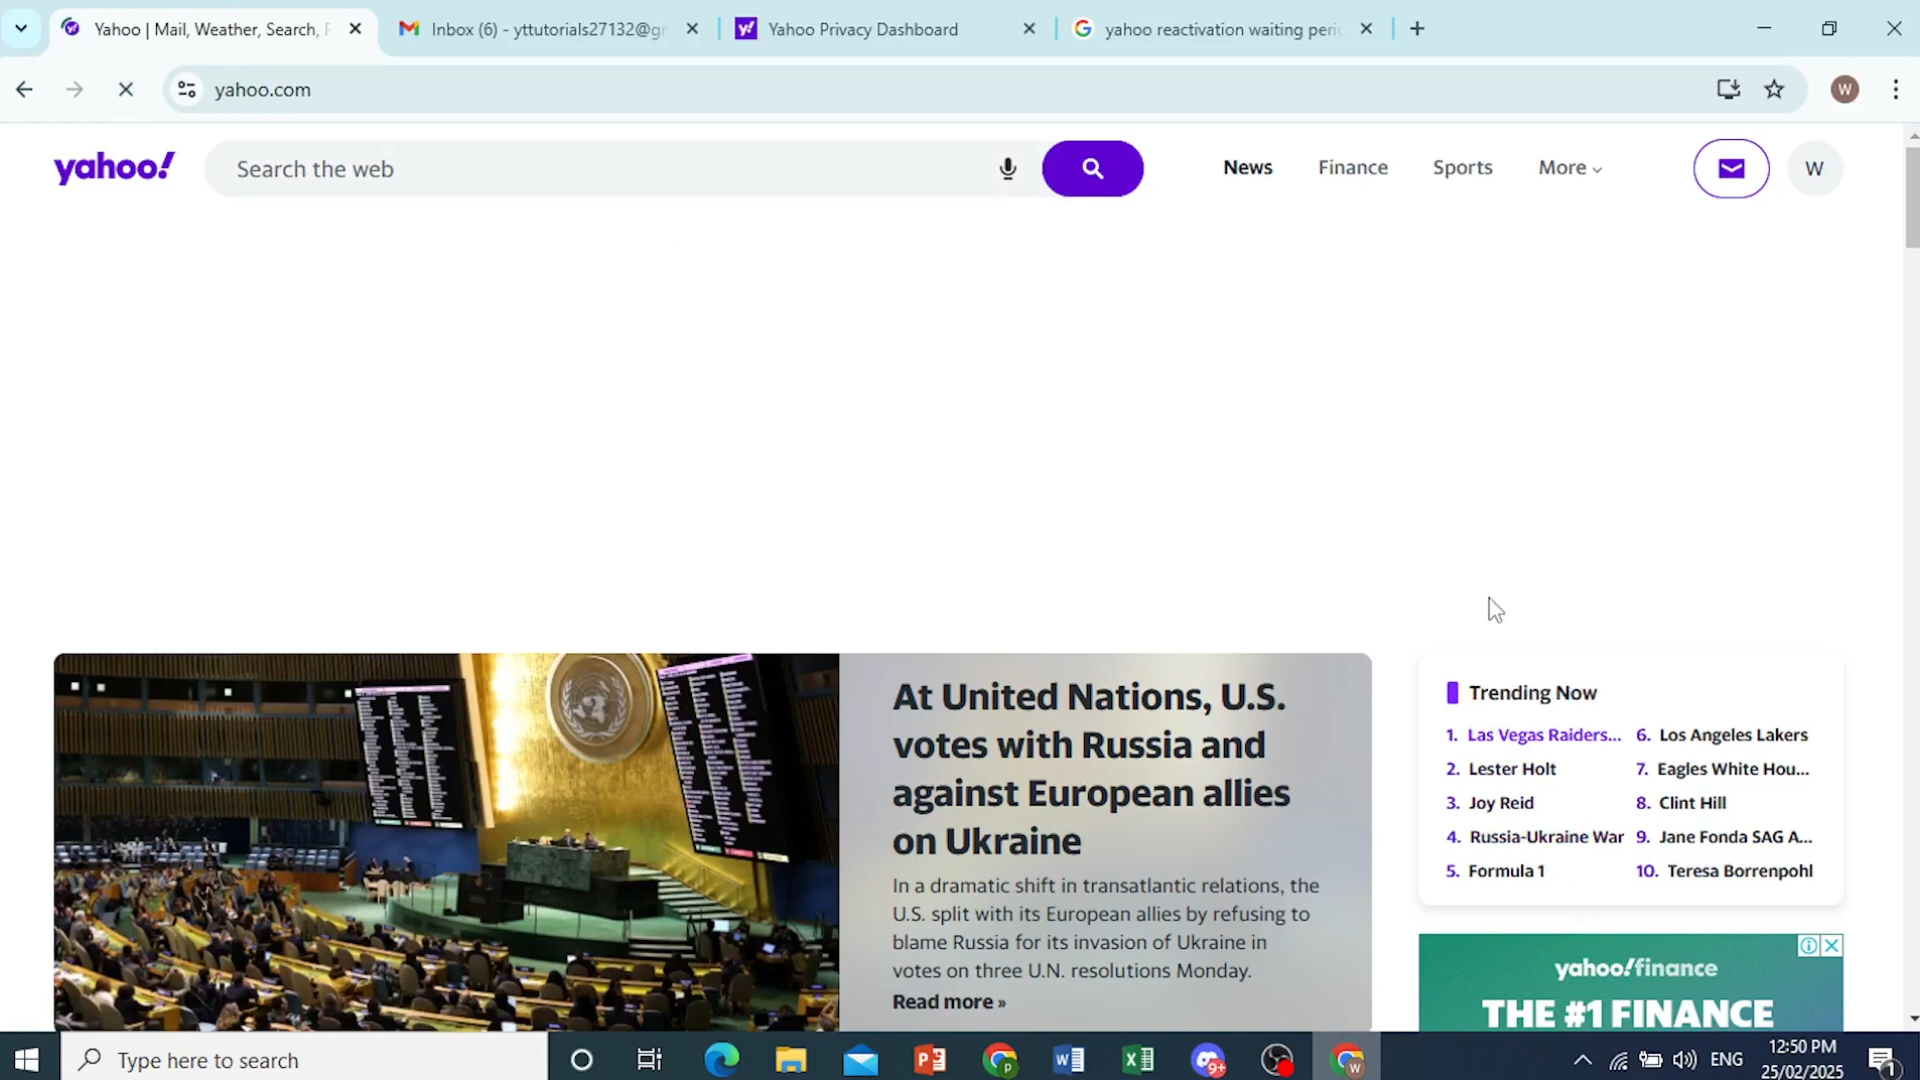 Yahoo | Mail, Weather, Search, P
Inbox (6) - yttutorials27132@gr
Yahoo Privacy Dashboard
yahoo reactivation waiting peri
yahoo.com
W
yahoo!
Search the web
News
Finance
Sports
More
W
At United Nations, U.S.
votes with Russia and
against European allies
on Ukraine
In a dramatic shift in transatlantic relations, the
U.S. split with its European allies by refusing to
blame Russia for its invasion of Ukraine in
votes on three U.N. resolutions Monday.
Read more »
Trending Now
1. Las Vegas Raiders... 6. Los Angeles Lakers
2. Lester Holt 7. Eagles White Hou...
3. Joy Reid 8. Clint Hill
4. Russia-Ukraine War 9. Jane Fonda SAG A...
5. Formula 1 10. Teresa Borrenpohl
yahoo!finance
THE #1 FINANCE
Type here to search
9+
ENG
12:50 PM
25/02/2025
1